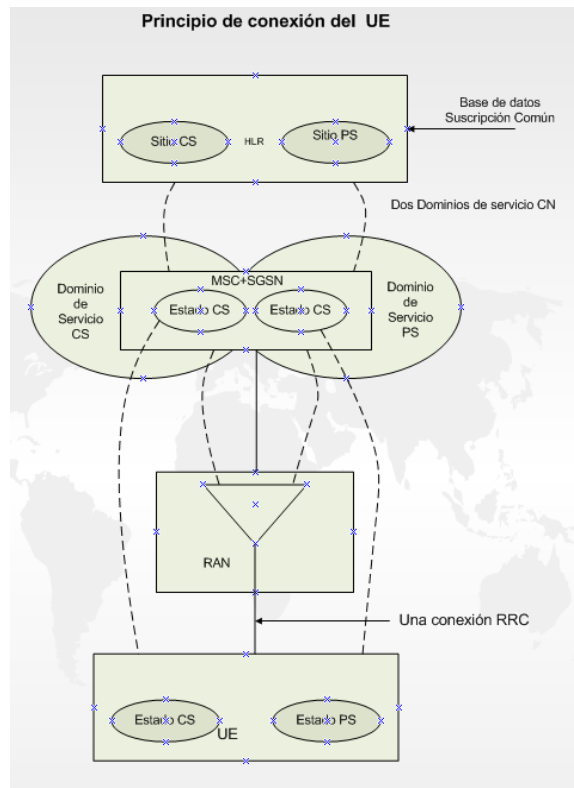 Principio de conexión del UE
Sitio CS
HLR
Sitio PS
Base de datos
Suscripción Común
Dos Dominios de servicio CN
MSC+SGSN
Dominio
de
Servicio
CS
Estado CS
Estado CS
Dominio
de
Servicio
PS
RAN
Una conexión RRC
Estado CS
UE
Estado PS